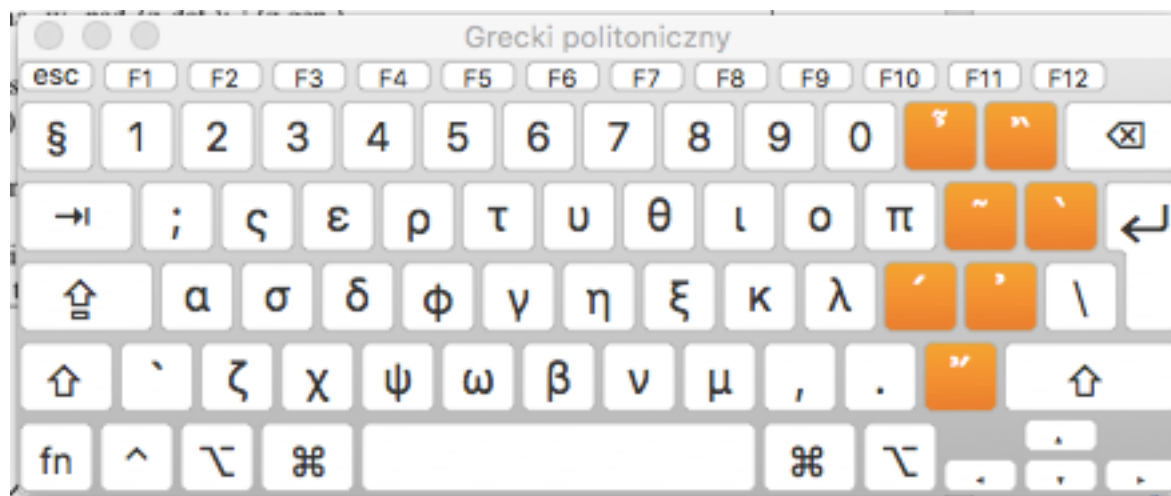 Grecki politoniczny
esc F1 F2 F3 F4 F5 F6 F7 F8 F9 F10 F11 F12
§ 1 2 3 4 5 6 7 8 9 0 ῏ ῍ ⌫
⇥ ; ς ε ρ τ υ θ ι ο π ῀ `
⇪ α σ δ φ γ η ξ κ λ ´ ᾿ \ ↩
⇧ ` ζ χ ψ ω β ν μ , . ῎ ⇧
fn ^ ⌥ ⌘ ⌘ ⌥